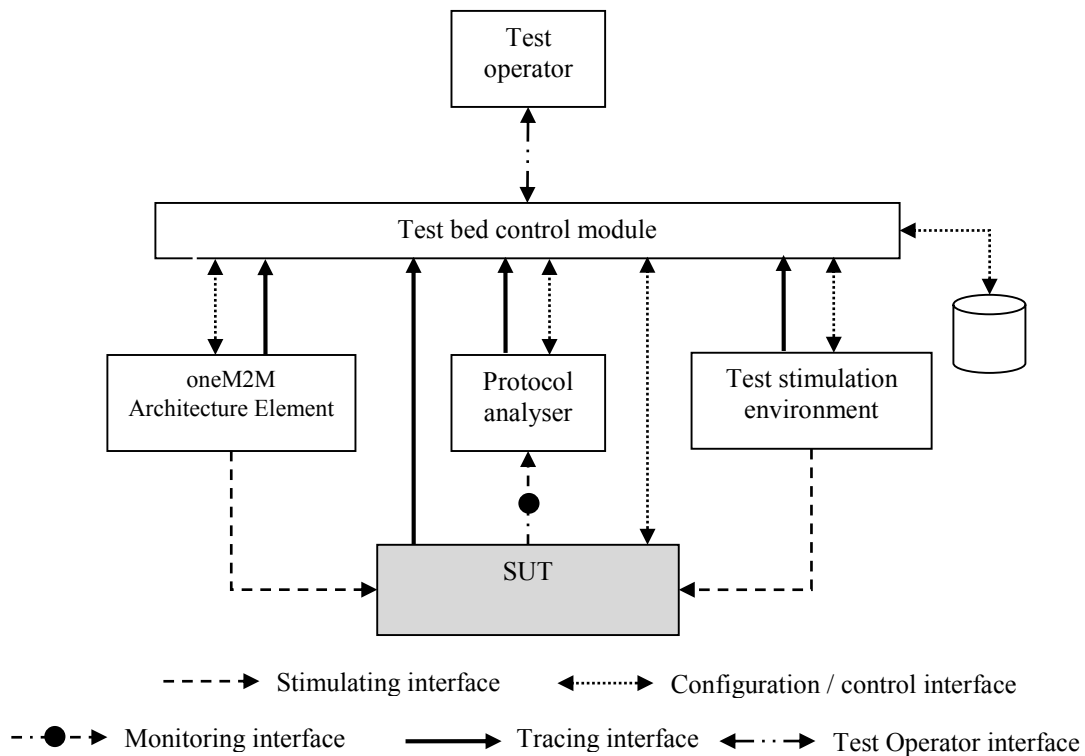 Test
operator
Test bed control module
oneM2M
Architecture Element
Protocol
analyser
Test stimulation
environment
SUT
Stimulating interface
Configuration / control interface
Monitoring interface
Tracing interface
Test Operator interface